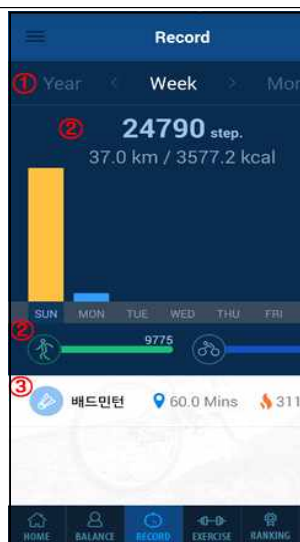 Record
① Year < Week > Mon
② 24790 step.
37.0 km / 3577.2 kcal
SUN MON TUE WED THU FRI
② 9775
③ 배드민턴 60.0 Mins 311
HOME BALANCE RECORD EXERCISE RANKING